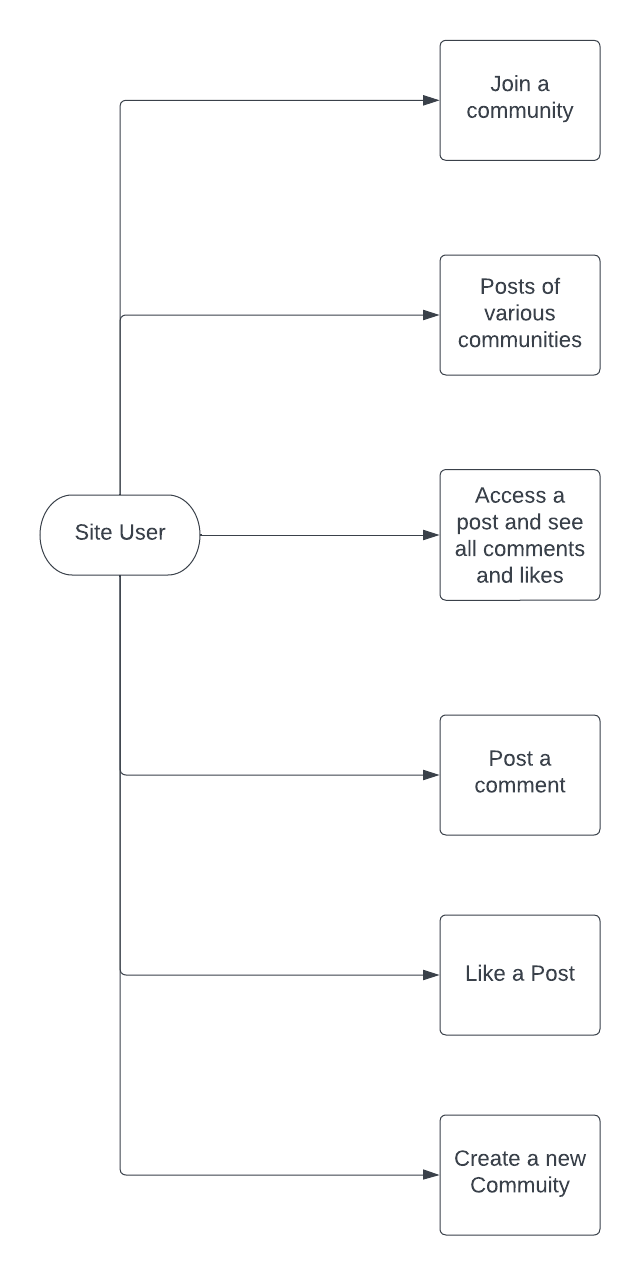 Join a
community
Posts of
various
communities
Site User
Access a
post and see
all comments
and likes
Post a
comment
Like a Post
Create a new
Commuity